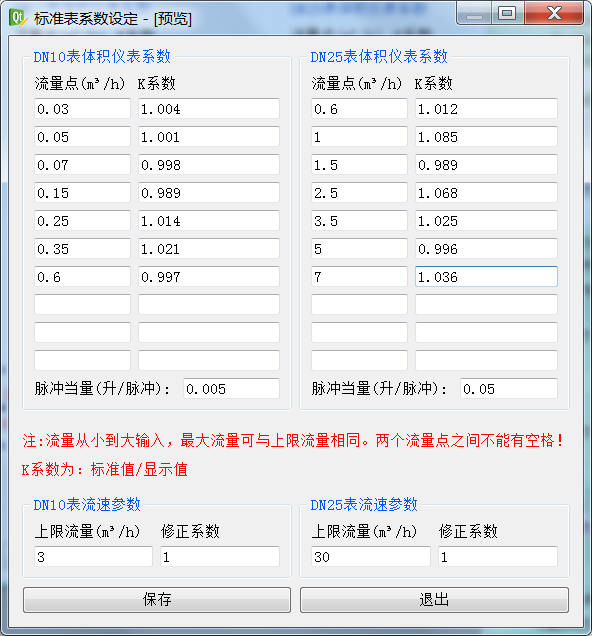 标准表系数设定 - [预览]
DN10表体积仪表系数
流量点(m³/h) K系数
0.03 1.004
0.05 1.001
0.07 0.998
0.15 0.989
0.25 1.014
0.35 1.021
0.6 0.997
脉冲当量(升/脉冲): 0.005
DN25表体积仪表系数
流量点(m³/h) K系数
0.6 1.012
1 1.085
1.5 0.989
2.5 1.068
3.5 1.025
5 0.996
7 1.036
脉冲当量(升/脉冲): 0.05
注:流量从小到大输入，最大流量可与上限流量相同。两个流量点之间不能有空格!
K系数为: 标准值/显示值
DN10表流速参数
上限流量(m³/h) 修正系数
3 1
DN25表流速参数
上限流量(m³/h) 修正系数
30 1
保存
退出